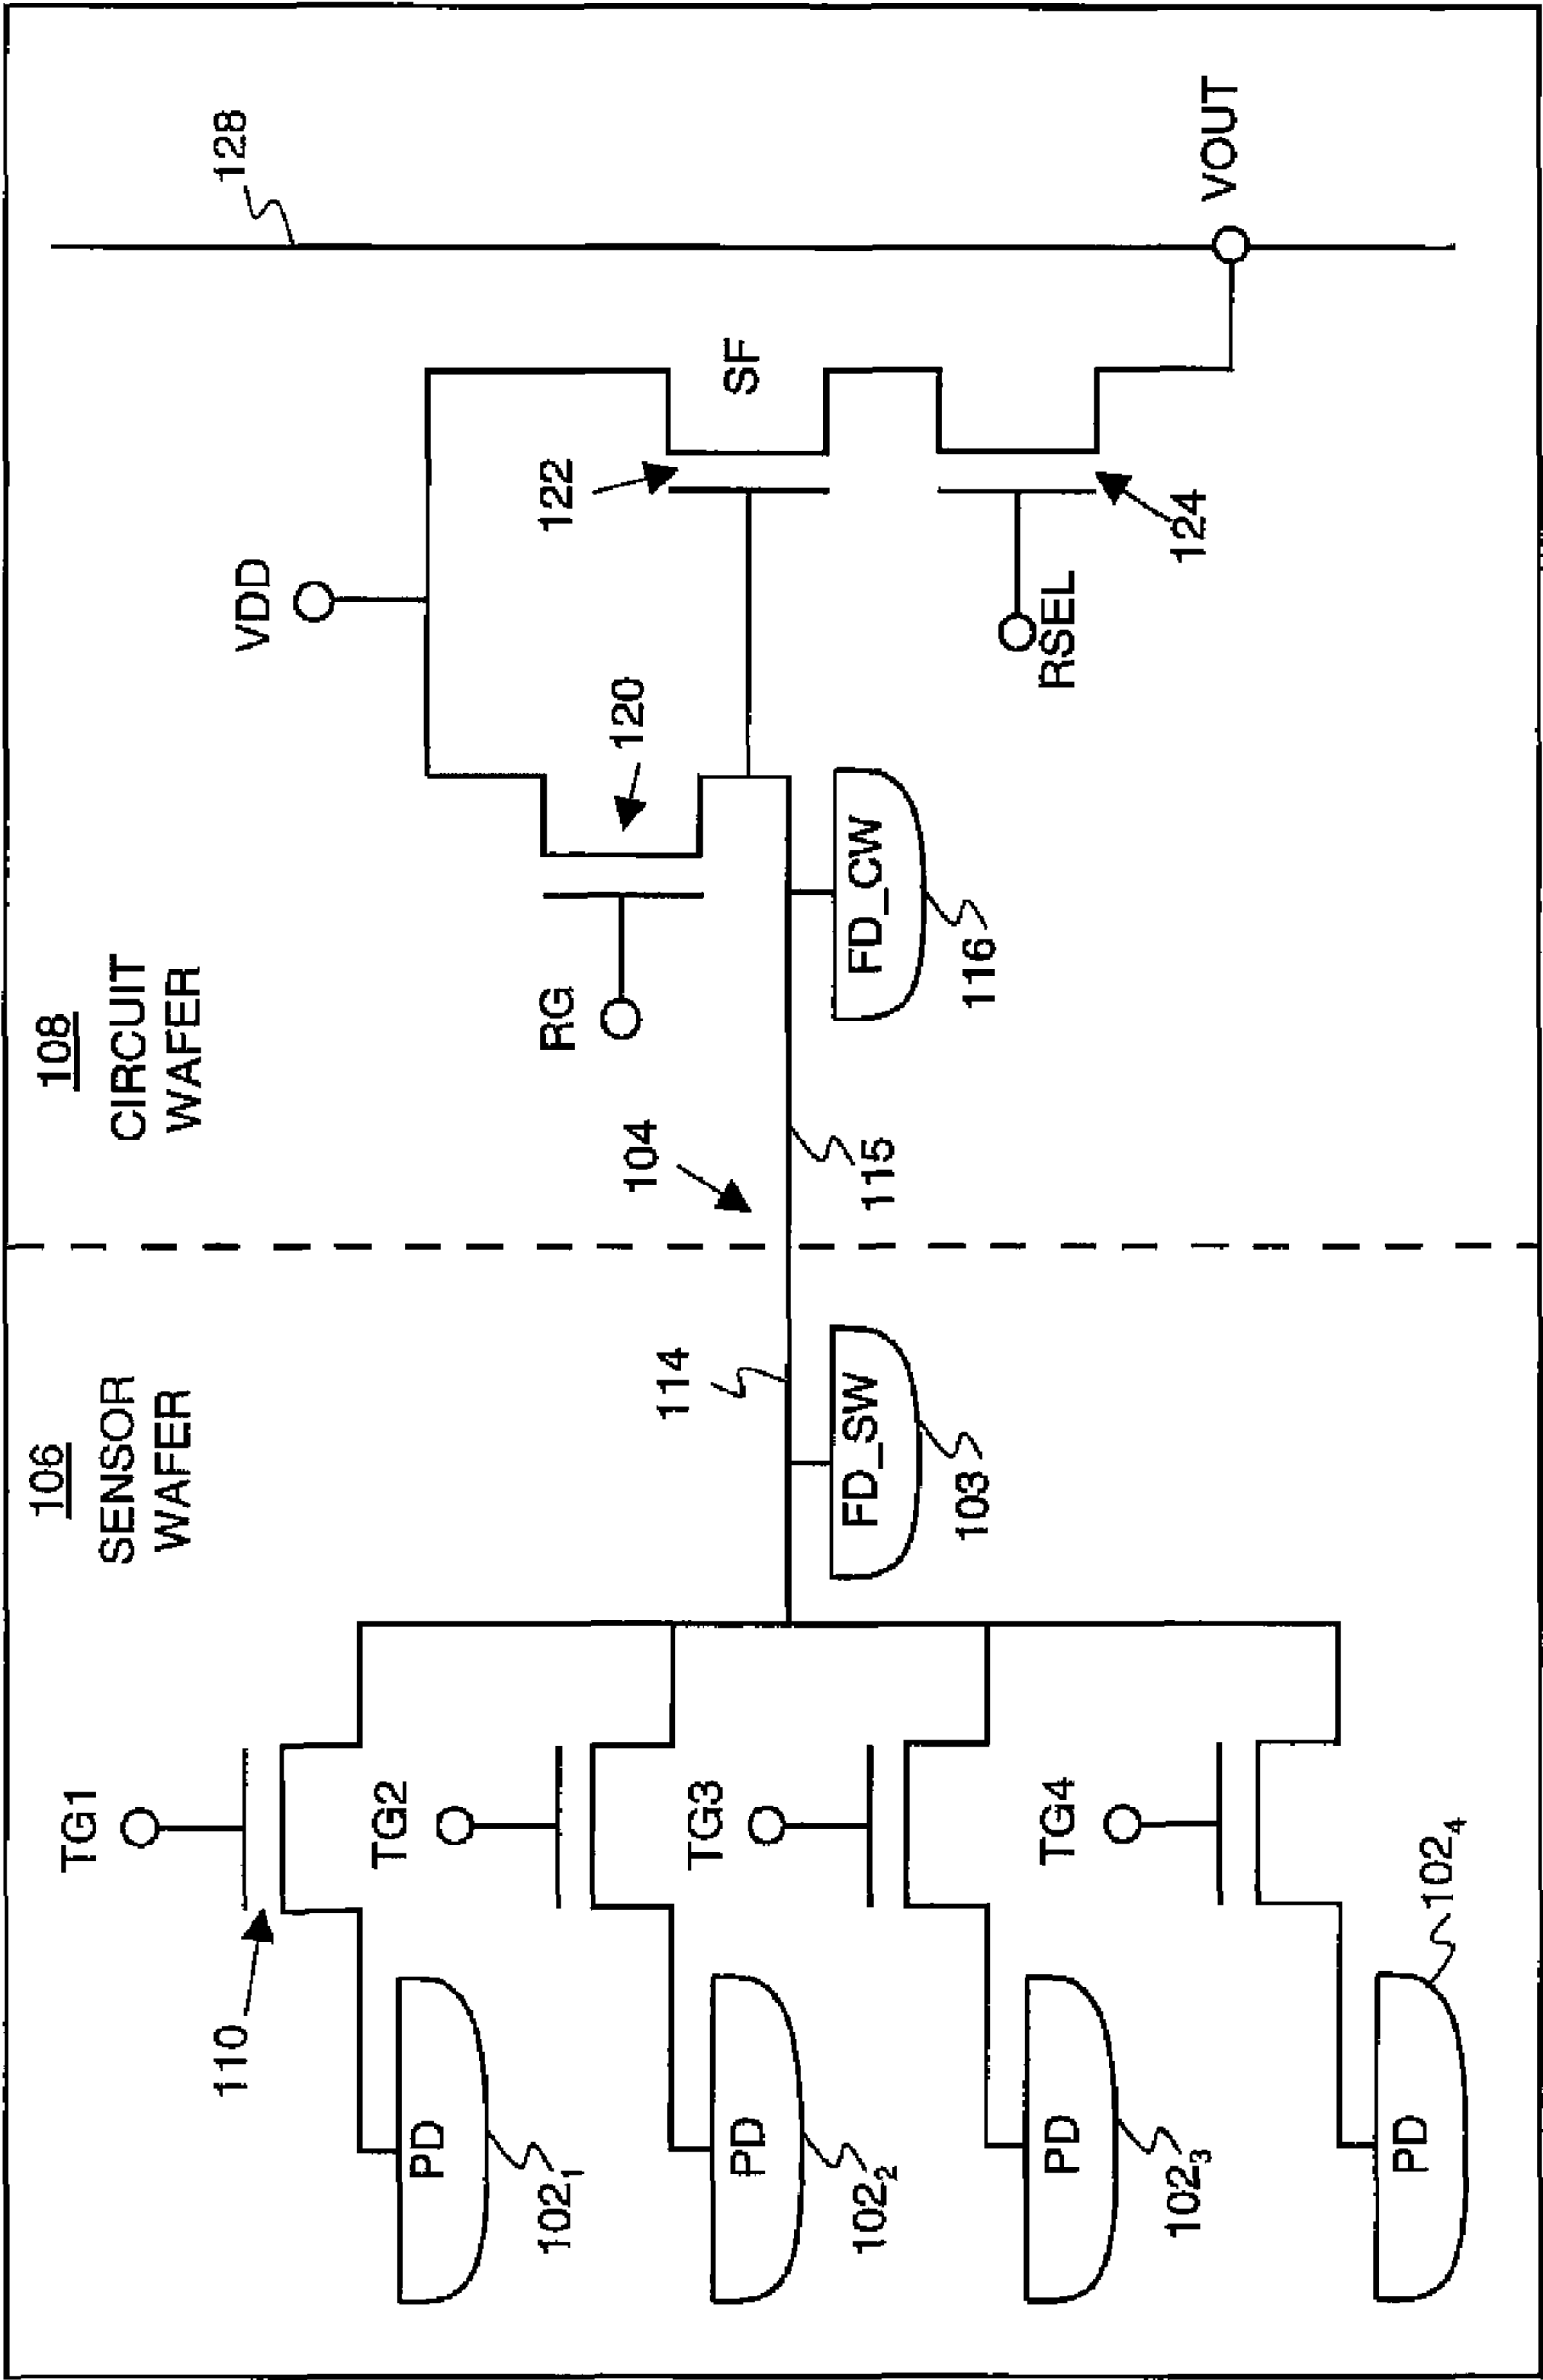 106
SENSOR
WAFER
108
CIRCUIT
WAFER
TG1
110
PD
102₁
TG2
PD
102₂
TG3
PD
102₃
TG4
PD
102₄
114
FD_SW
103
104
115
RG
120
FD_CW
116
VDD
122
SF
RSEL
124
128
VOUT